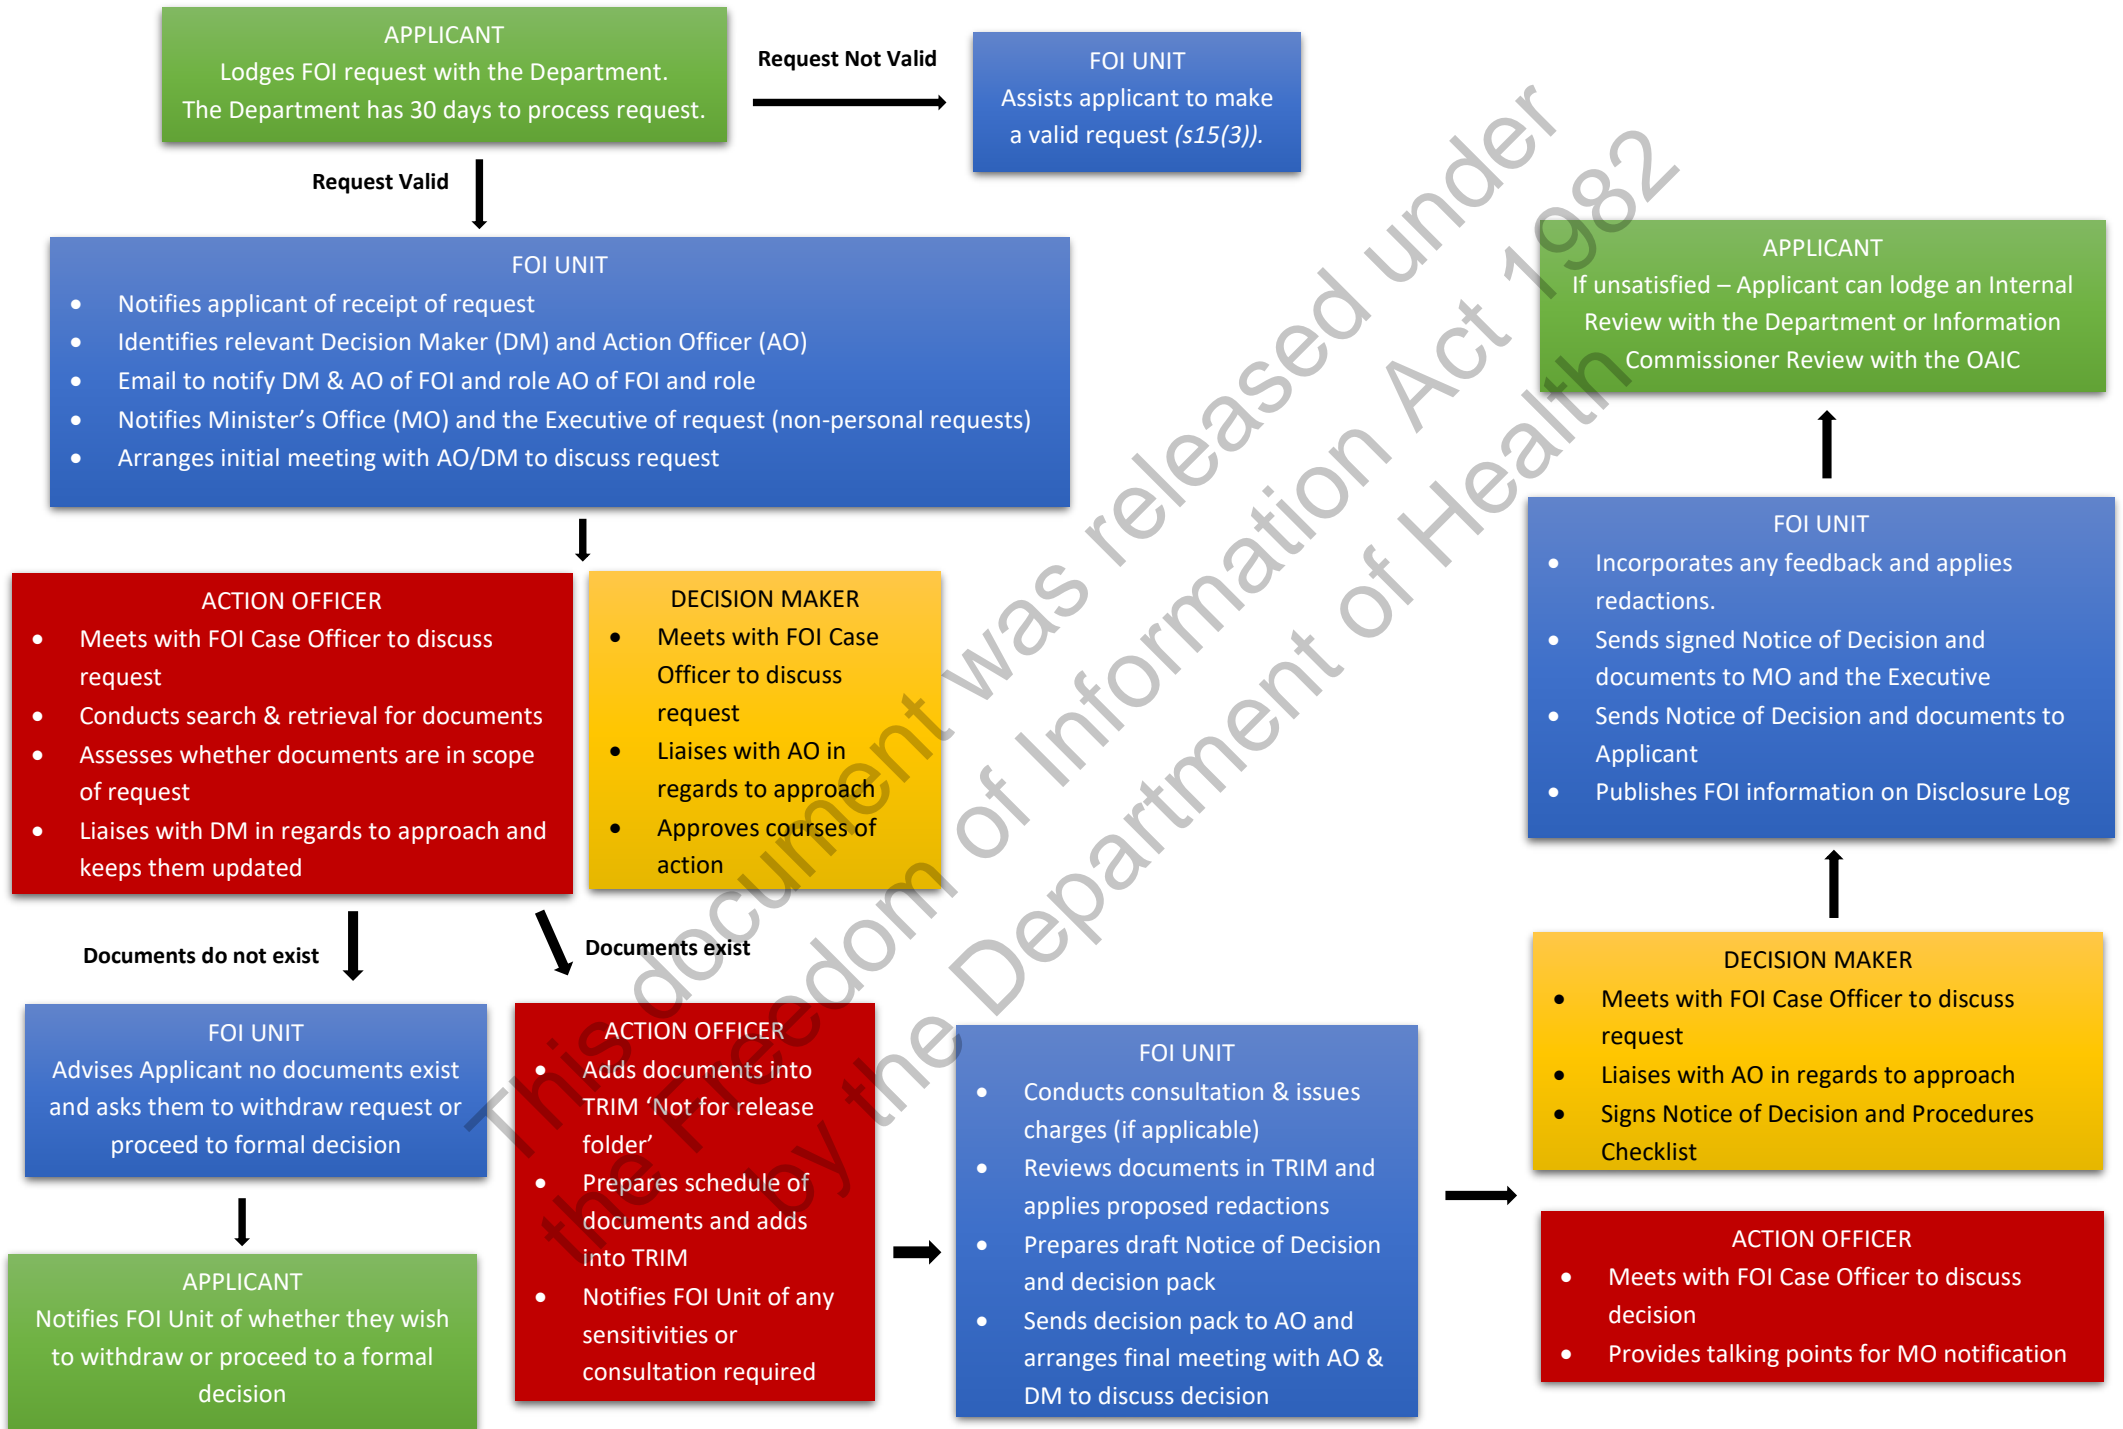 APPLICANT
Lodges FOI request with the Department.
The Department has 30 days to process request.
Request Not Valid
FOI UNIT
Assists applicant to make
a valid request (s15(3)).
Request Valid
FOI UNIT
• Notifies applicant of receipt of request
• Identifies relevant Decision Maker (DM) and Action Officer (AO)
• Email to notify DM & AO of FOI and role AO of FOI and role
• Notifies Minister’s Office (MO) and the Executive of request (non-personal requests)
• Arranges initial meeting with AO/DM to discuss request
ACTION OFFICER
• Meets with FOI Case Officer to discuss
request
• Conducts search & retrieval for documents
• Assesses whether documents are in scope
of request
• Liaises with DM in regards to approach and
keeps them updated
DECISION MAKER
• Meets with FOI Case
Officer to discuss
request
• Liaises with AO in
regards to approach
• Approves courses of
action
Documents do not exist
Documents exist
FOI UNIT
Advises Applicant no documents exist
and asks them to withdraw request or
proceed to formal decision
APPLICANT
Notifies FOI Unit of whether they wish
to withdraw or proceed to a formal
decision
ACTION OFFICER
• Adds documents into
TRIM ‘Not for release
folder’
• Prepares schedule of
documents and adds
into TRIM
• Notifies FOI Unit of any
sensitivities or
consultation required
FOI UNIT
• Conducts consultation & issues
charges (if applicable)
• Reviews documents in TRIM and
applies proposed redactions
• Prepares draft Notice of Decision
and decision pack
• Sends decision pack to AO and
arranges final meeting with AO &
DM to discuss decision
DECISION MAKER
• Meets with FOI Case Officer to discuss
request
• Liaises with AO in regards to approach
• Signs Notice of Decision and Procedures
Checklist
ACTION OFFICER
• Meets with FOI Case Officer to discuss
decision
• Provides talking points for MO notification
FOI UNIT
• Incorporates any feedback and applies
redactions.
• Sends signed Notice of Decision and
documents to MO and the Executive
• Sends Notice of Decision and documents to
Applicant
• Publishes FOI information on Disclosure Log
APPLICANT
If unsatisfied – Applicant can lodge an Internal
Review with the Department or Information
Commissioner Review with the OAIC
This document was released under
the Freedom of Information Act 1982
by the Department of Health